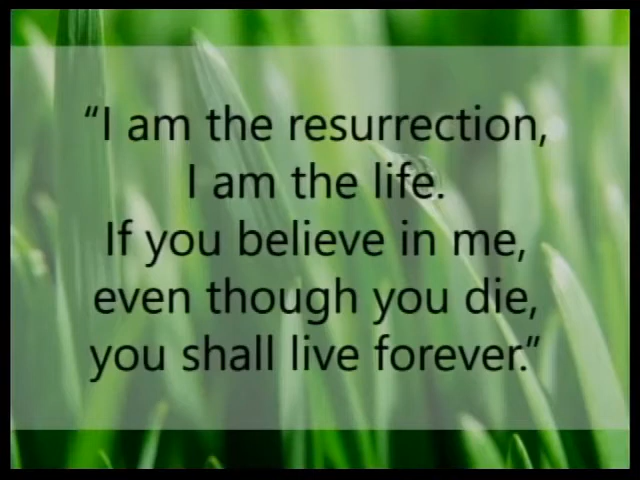 “I am the resurrection,
I am the life.
If you believe in me,
even though you die,
you shall live forever.”